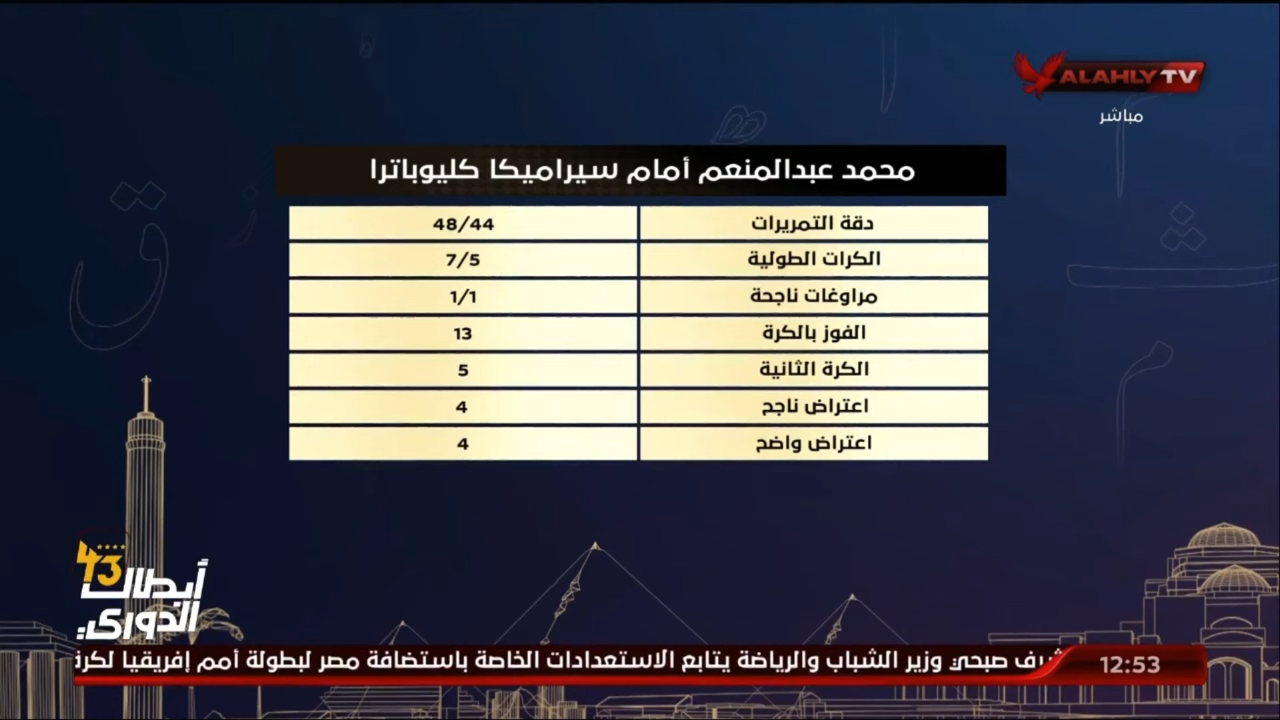 ALAHLY TV
مباشر
محمد عبدالمنعم أمام سيراميكا كليوباترا
دقة التمريرات 48/44
الكرات الطولية 7/5
مراوغات ناجحة 1/1
الفوز بالكرة 13
الكرة الثانية 5
اعتراض ناجح 4
اعتراض واضح 4
43
أبطال
الدوري
صبحي وزير الشباب والرياضة يتابع الاستعدادات الخاصة باستضافة مصر لبطولة أمم إفريقيا
12:53